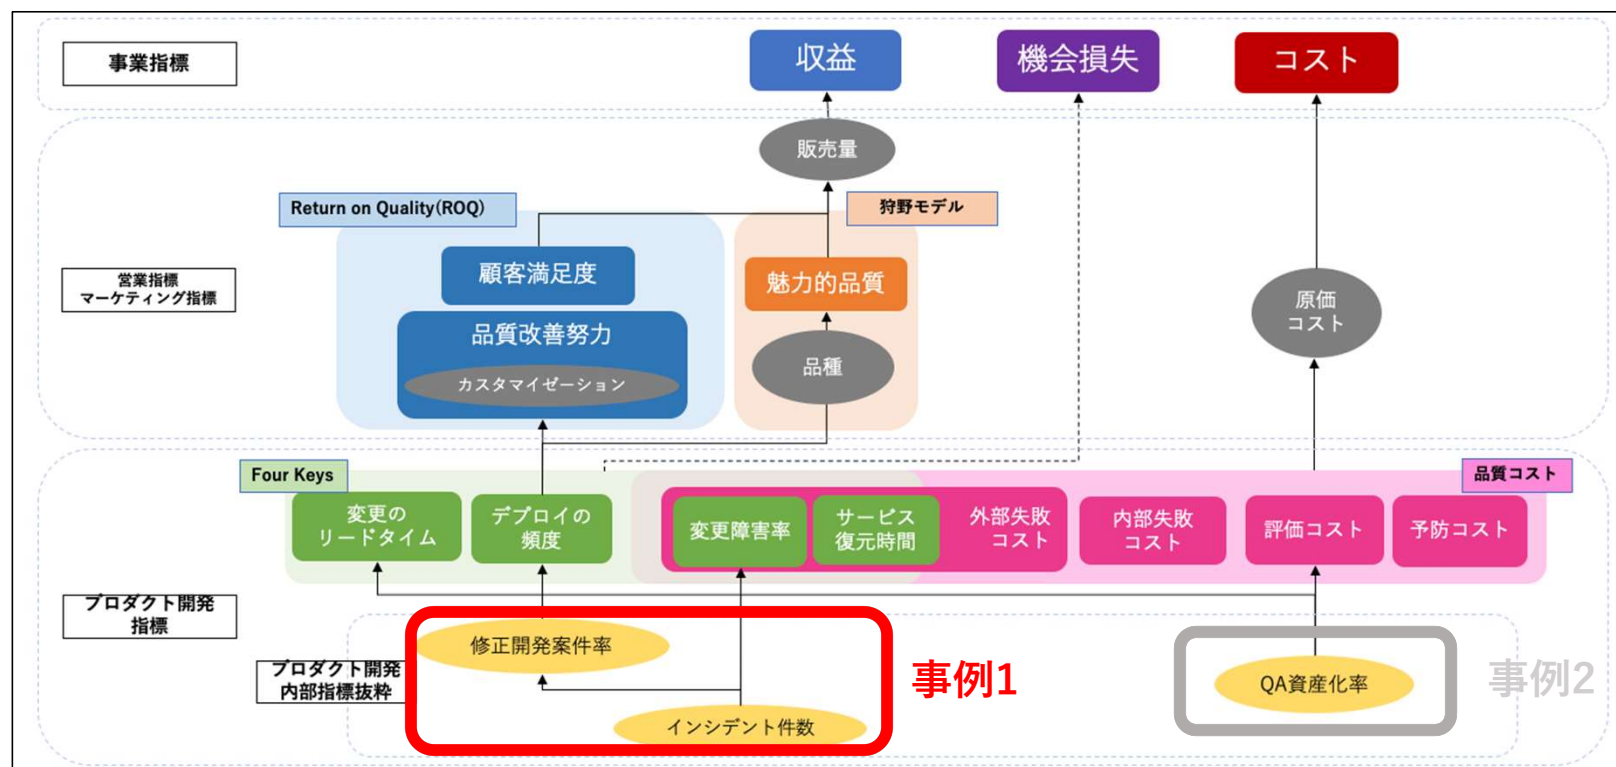 事業指標
収益
機会損失
コスト
販売量
Return on Quality(ROQ)
狩野モデル
営業指標
マーケティング指標
顧客満足度
魅力的品質
品質改善努力
カスタマイゼーション
品種
原価
コスト
Four Keys
品質コスト
変更の
リードタイム
デプロイの
頻度
変更障害率
サービス
復元時間
外部失敗
コスト
内部失敗
コスト
評価コスト
予防コスト
プロダクト開発
指標
プロダクト開発
内部指標抜粋
修正開発案件率
インシデント件数
事例1
QA資産化率
事例2